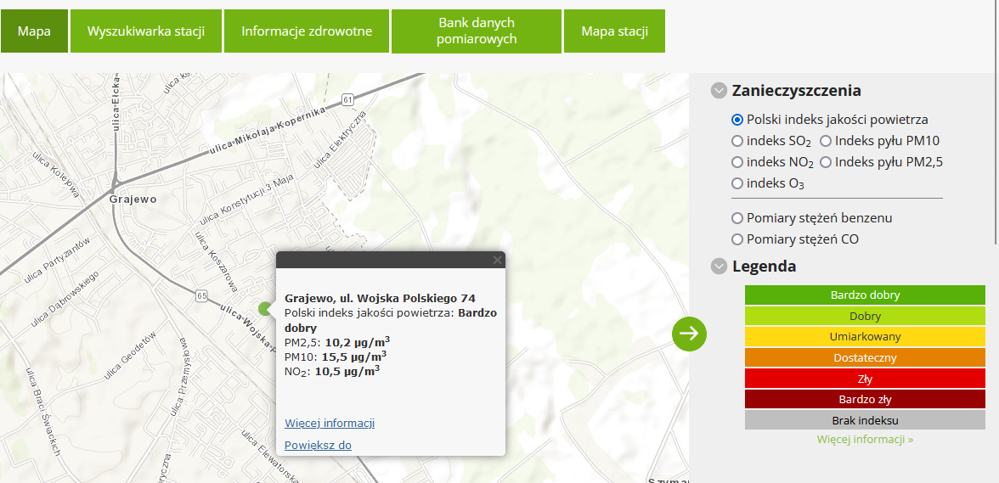 Mapa
Wyszukiwarka stacji
Informacje zdrowotne
Bank danych
pomiarowych
Mapa stacji
ulica Ełcka
61
ulica Mikołaja Kopernika
ulica Elektryczna
ulica Kolejowa
Grajewo
ulica Konstytucji 3 Maja
ulica Partyzantów
ulica Koszarowa
ulica Dąbrowskiego
65
ulica Geodetów
ulica Przemysłowa
ulica Braci Świackich
ulica Elewatorska
Grajewo, ul. Wojska Polskiego 74
Polski indeks jakości powietrza: Bardzo
dobry
PM2,5: 10,2 µg/m³
PM10: 15,5 µg/m³
NO₂: 10,5 µg/m³
Więcej informacji
Powiększ do
Zanieczyszczenia
Polski indeks jakości powietrza
indeks SO₂ Indeks pyłu PM10
indeks NO₂ Indeks pyłu PM2,5
indeks O₃
Pomiary stężeń benzenu
Pomiary stężeń CO
Legenda
Bardzo dobry
Dobry
Umiarkowany
Dostateczny
Zły
Bardzo zły
Brak indeksu
Więcej informacji »